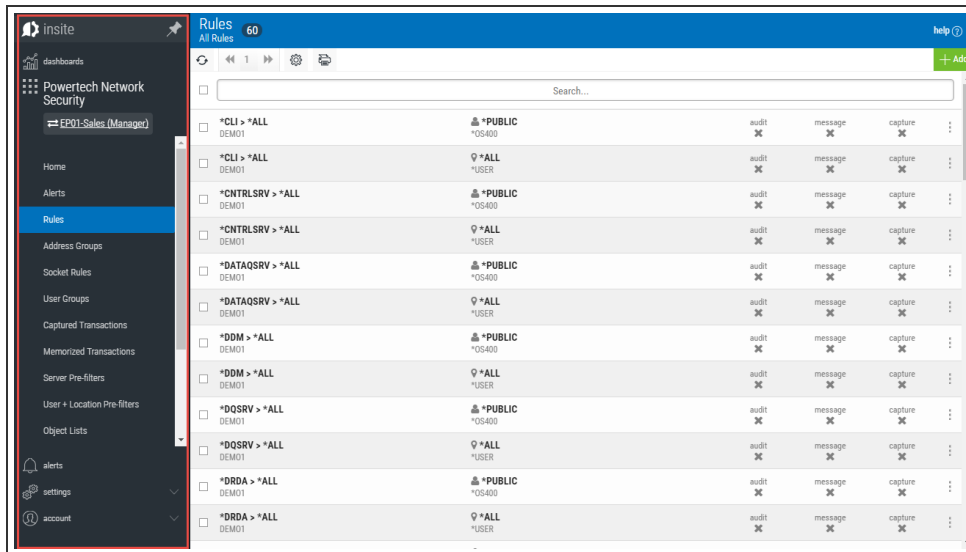 insite
dashboards
Powertech Network
Security
EP01-Sales (Manager)
Home
Alerts
Rules
Address Groups
Socket Rules
User Groups
Captured Transactions
Memorized Transactions
Server Pre-filters
User + Location Pre-filters
Object Lists
alerts
settings
account
Rules 60
All Rules
help
1
Add
Search...
*CLI > *ALL *PUBLIC audit message capture
DEMO1 *OS400
*CLI > *ALL *ALL audit message capture
DEMO1 *USER
*CNTRLSRV > *ALL *PUBLIC audit message capture
DEMO1 *OS400
*CNTRLSRV > *ALL *ALL audit message capture
DEMO1 *USER
*DATAQSRV > *ALL *PUBLIC audit message capture
DEMO1 *OS400
*DATAQSRV > *ALL *ALL audit message capture
DEMO1 *USER
*DDM > *ALL *PUBLIC audit message capture
DEMO1 *OS400
*DDM > *ALL *ALL audit message capture
DEMO1 *USER
*DQSRV > *ALL *PUBLIC audit message capture
DEMO1 *OS400
*DQSRV > *ALL *ALL audit message capture
DEMO1 *USER
*DRDA > *ALL *PUBLIC audit message capture
DEMO1 *OS400
*DRDA > *ALL *ALL audit message capture
DEMO1 *USER